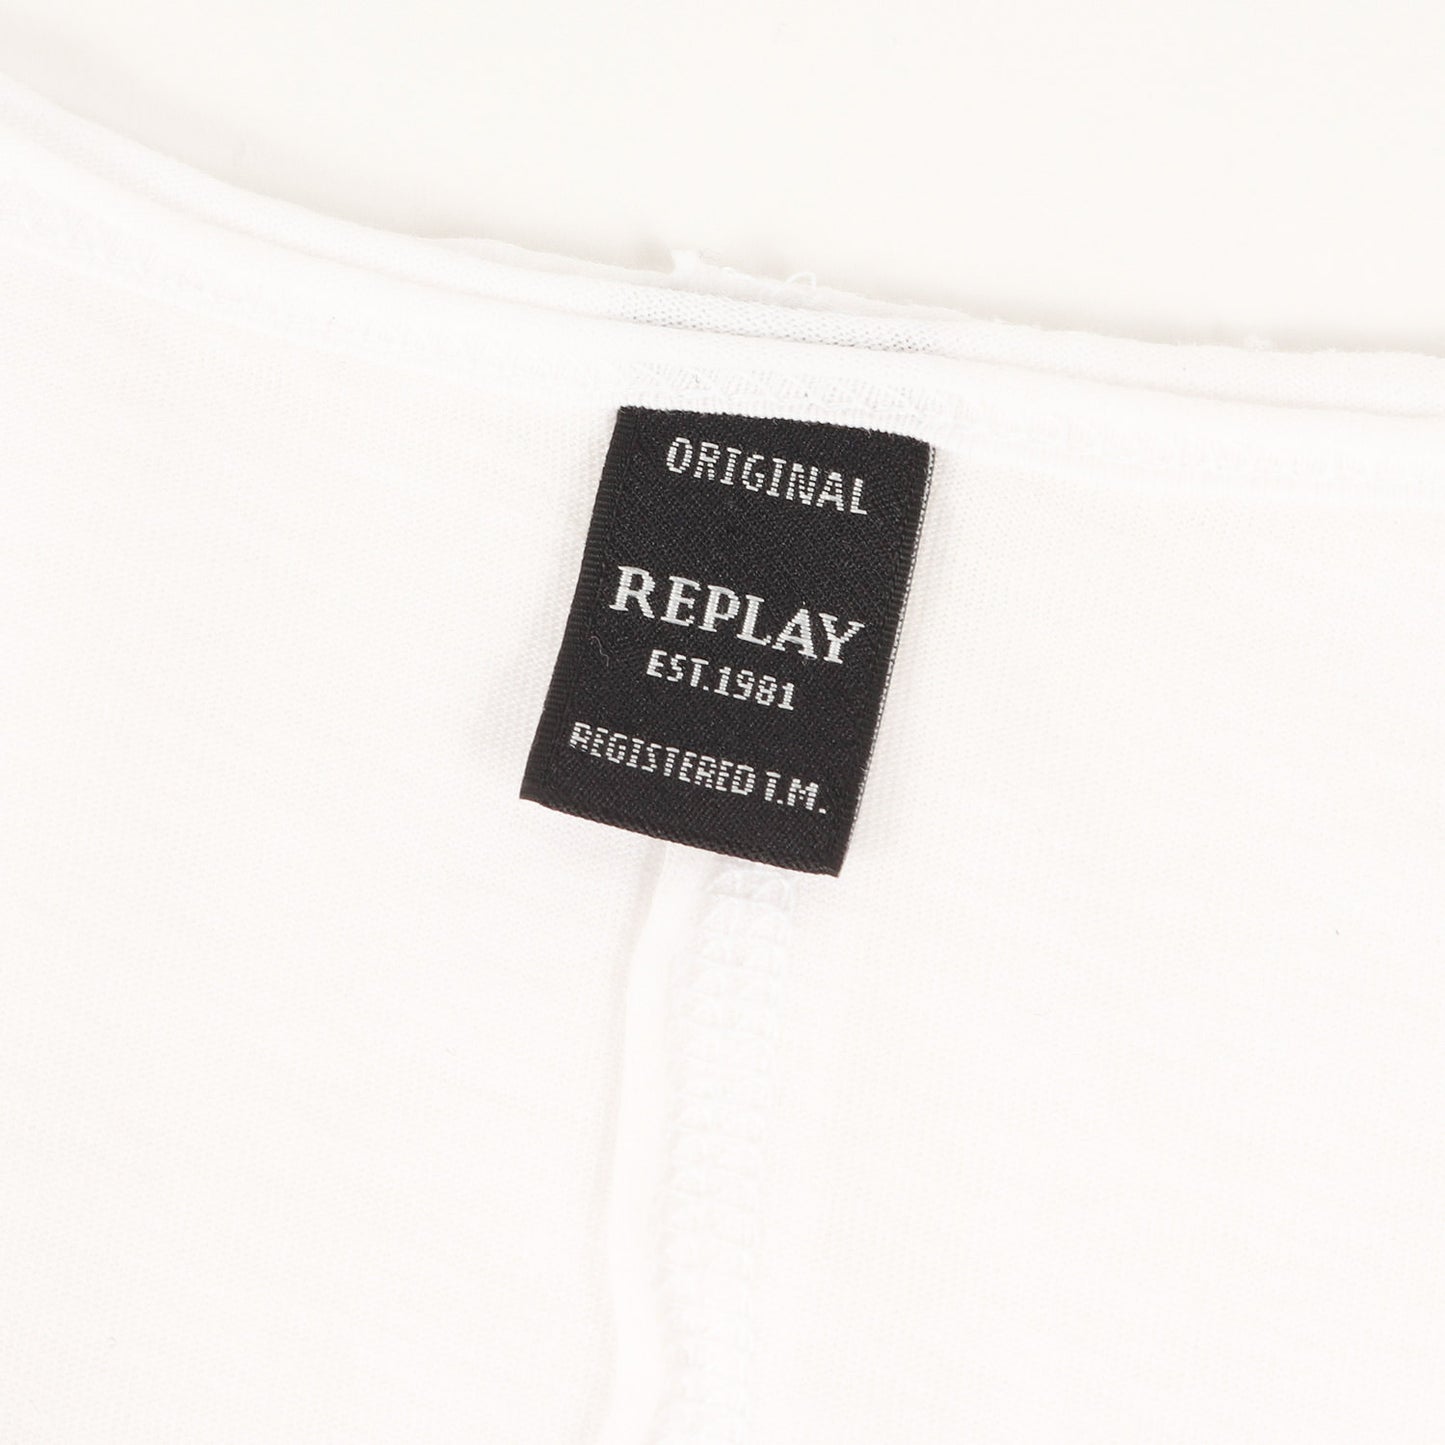 ORIGINAL
REPLAY
EST.1981
REGISTERED T.M.